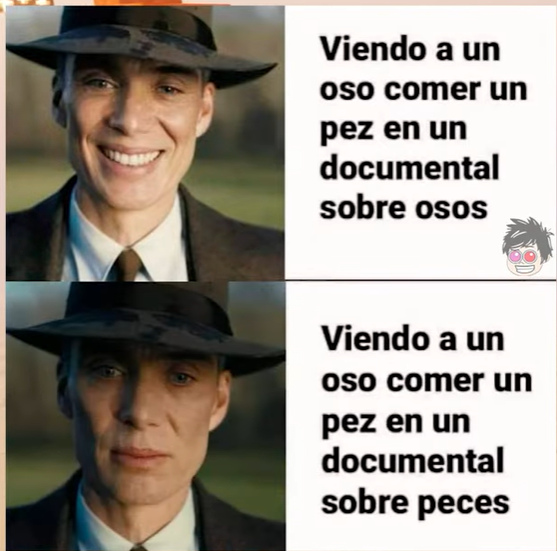 Viendo a un
oso comer un
pez en un
documental
sobre osos
Viendo a un
oso comer un
pez en un
documental
sobre peces